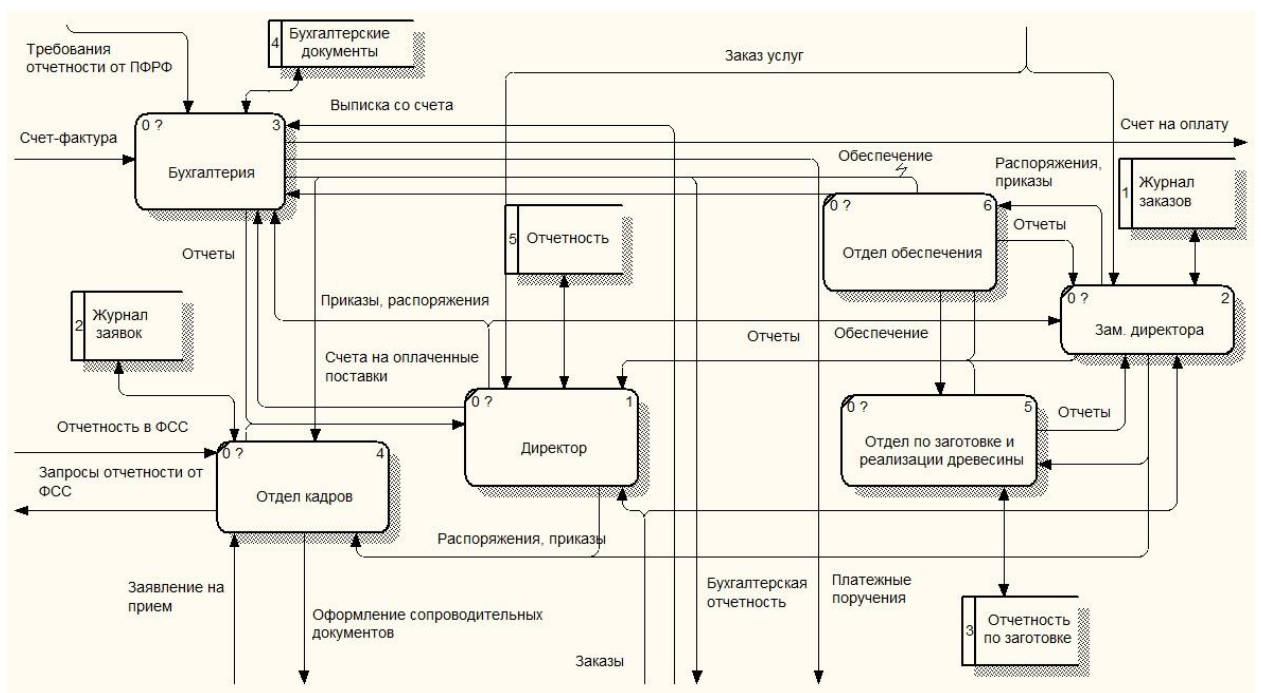 Требования
отчетности от ПФРФ
4
Бухгалтерские
документы
Заказ услуг
Выписка со счета
Счет-фактура
0 ?
3
Бухгалтерия
Счет на оплату
Обеспечение
Распоряжения,
приказы
1
Журнал
заказов
0 ?
6
Отдел обеспечения
Отчеты
5
Отчетность
Отчеты
2
Журнал
заявок
Приказы, распоряжения
0 ?
2
Зам. директора
Отчеты
Обеспечение
Счета на оплаченные
поставки
0 ?
1
Директор
0 ?
5
Отдел по заготовке и
реализации древесины
Отчеты
Отчетность в ФСС
0 ?
4
Отдел кадров
Запросы отчетности от
ФСС
Распоряжения, приказы
Заявление на
прием
Оформление сопроводительных
документов
Бухгалтерская
отчетность
Платежные
поручения
3
Отчетность
по заготовке
Заказы